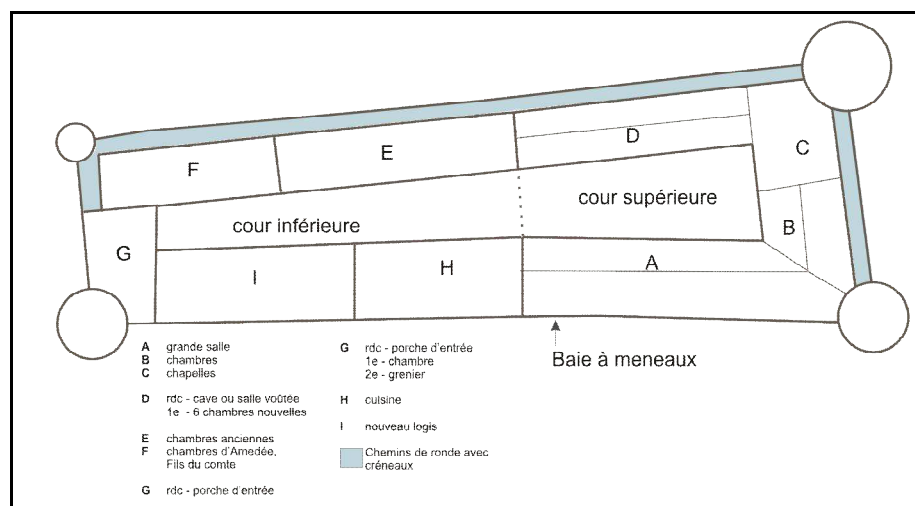 C
D
E
F
cour supérieure
cour inférieure
B
G
A
H
I
Baie à meneaux
A grande salle
B chambres
C chapelles
D rdc - cave ou salle voûtée
1e - 6 chambres nouvelles
E chambres anciennes
F chambres d'Amedée,
Fils du comte
G rdc - porche d'entrée
G rdc - porche d'entrée
1e - chambre
2e - grenier
H cuisine
I nouveau logis
Chemins de ronde avec
créneaux